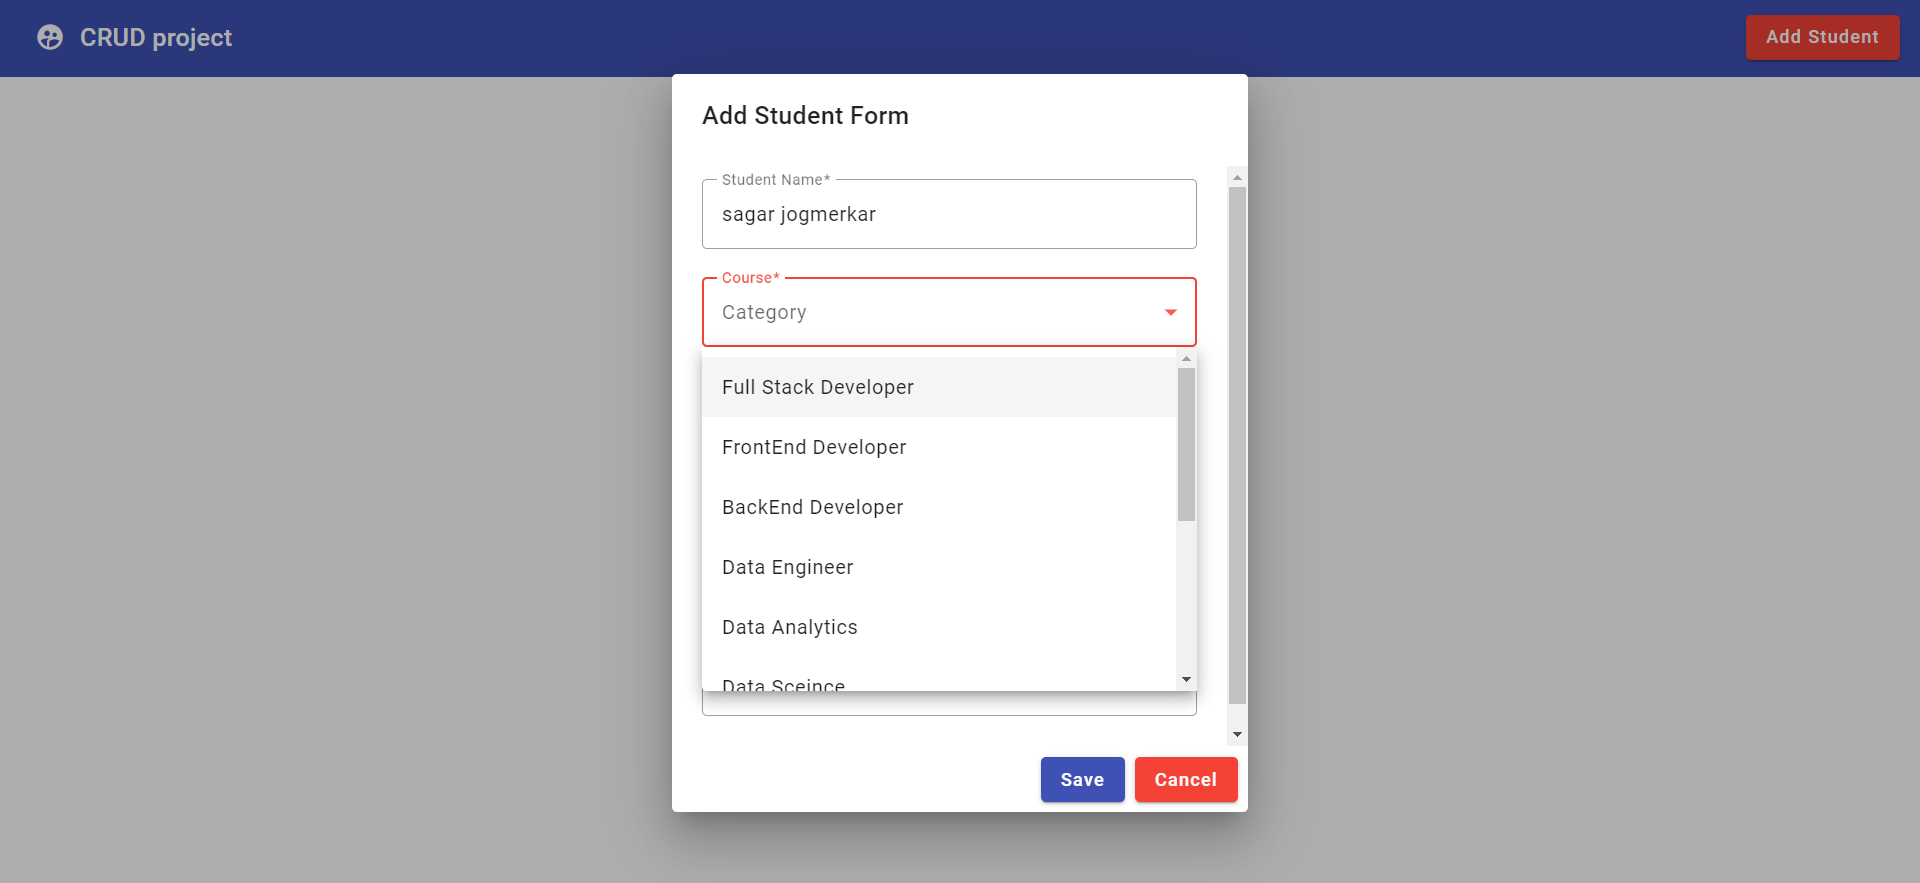 CRUD project
Add Student
Add Student Form
Student Name*
sagar jogmerkar
Course*
Category
Full Stack Developer
FrontEnd Developer
BackEnd Developer
Data Engineer
Data Analytics
Data Sceince
Save
Cancel